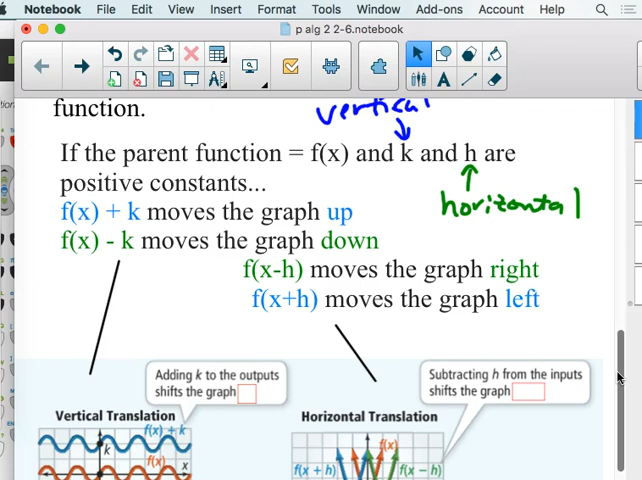 Notebook File Edit View Insert Format Tools Window Add-ons Account Help
p alg 2 2-6.notebook
function.
vertical
If the parent function = f(x) and k and h are
positive constants...
horizontal
f(x) + k moves the graph up
f(x) - k moves the graph down
f(x-h) moves the graph right
f(x+h) moves the graph left
Adding k to the outputs
shifts the graph
Subtracting h from the inputs
shifts the graph
Vertical Translation
Horizontal Translation
f(x) + k
k
f(x)
x
f(x)
f(x + h)
f(x − h)